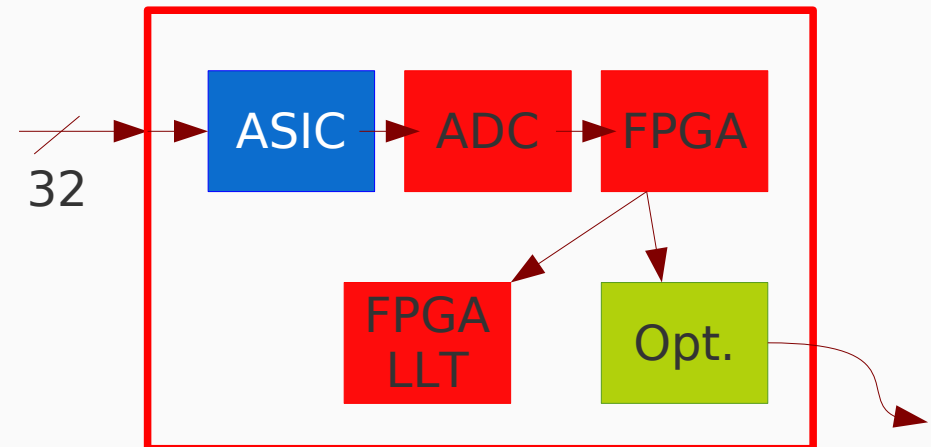 ASIC
ADC
FPGA
32
FPGA
LLT
Opt.